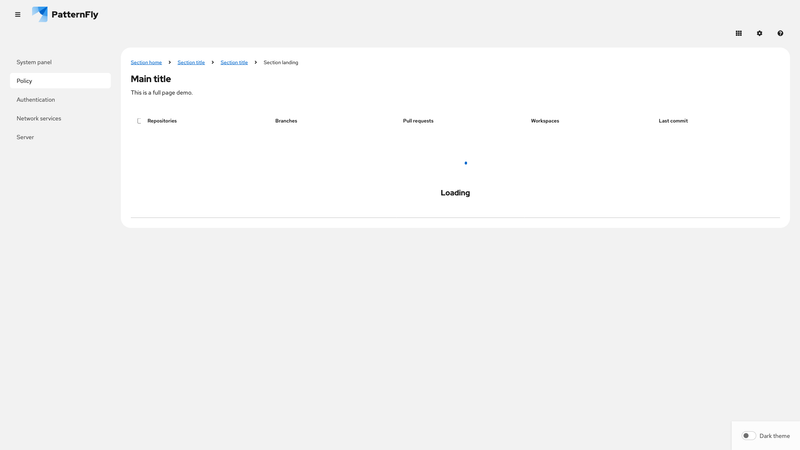 PatternFly
System panel
Policy
Authentication
Network services
Server
Section home Section title Section title Section landing
Main title
This is a full page demo.
Repositories Branches Pull requests Workspaces Last commit
Loading
Dark theme